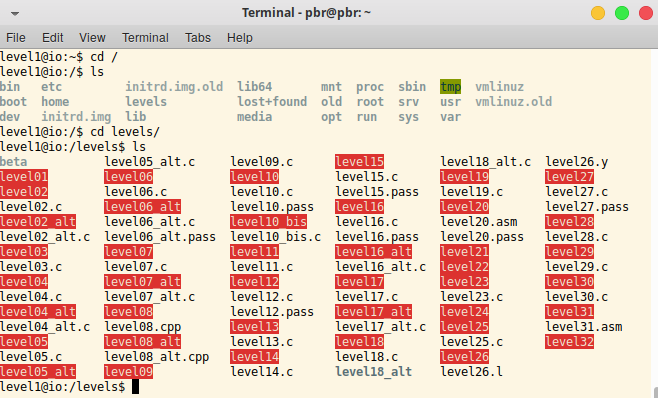 Terminal - pbr@pbr: ~
File Edit View Terminal Tabs Help
level1@io:~$ cd /
level1@io:/$ ls
bin etc initrd.img.old lib64 mnt proc sbin tmp vmlinuz
boot home levels lost+found old root srv usr vmlinuz.old
dev initrd.img lib media opt run sys var
level1@io:/$ cd levels/
level1@io:/levels$ ls
beta level05_alt.c level09.c level15 level18_alt.c level26.y
level01 level06 level10 level15.c level19 level27
level02 level06.c level10.c level15.pass level19.c level27.c
level02.c level06_alt level10.pass level16 level20 level27.pass
level02_alt level06_alt.c level10_bis level16.c level20.asm level28
level02_alt.c level06_alt.pass level10_bis.c level16.pass level20.pass level28.c
level03 level07 level11 level16_alt level21 level29
level03.c level07.c level11.c level16_alt.c level22 level29.c
level04 level07_alt level12 level17 level23 level30
level04.c level07_alt.c level12.c level17.c level23.c level30.c
level04_alt level08 level12.pass level17_alt level24 level31
level04_alt.c level08.cpp level13 level17_alt.c level25 level31.asm
level05 level08_alt level13.c level18 level25.c level32
level05.c level08_alt.cpp level14 level18.c level26
level05_alt level09 level14.c level18_alt level26.l
level1@io:/levels$